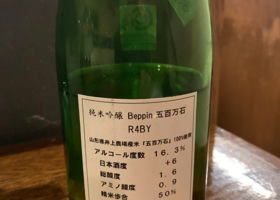 純米吟醸 Beppin 五百万石
R4BY
山形県井上農場産米「五百万石」100%使用
アルコール度数 16.3%
日本酒度 +6
総酸度 1.6
アミノ酸度 0.9
精米歩合 50%